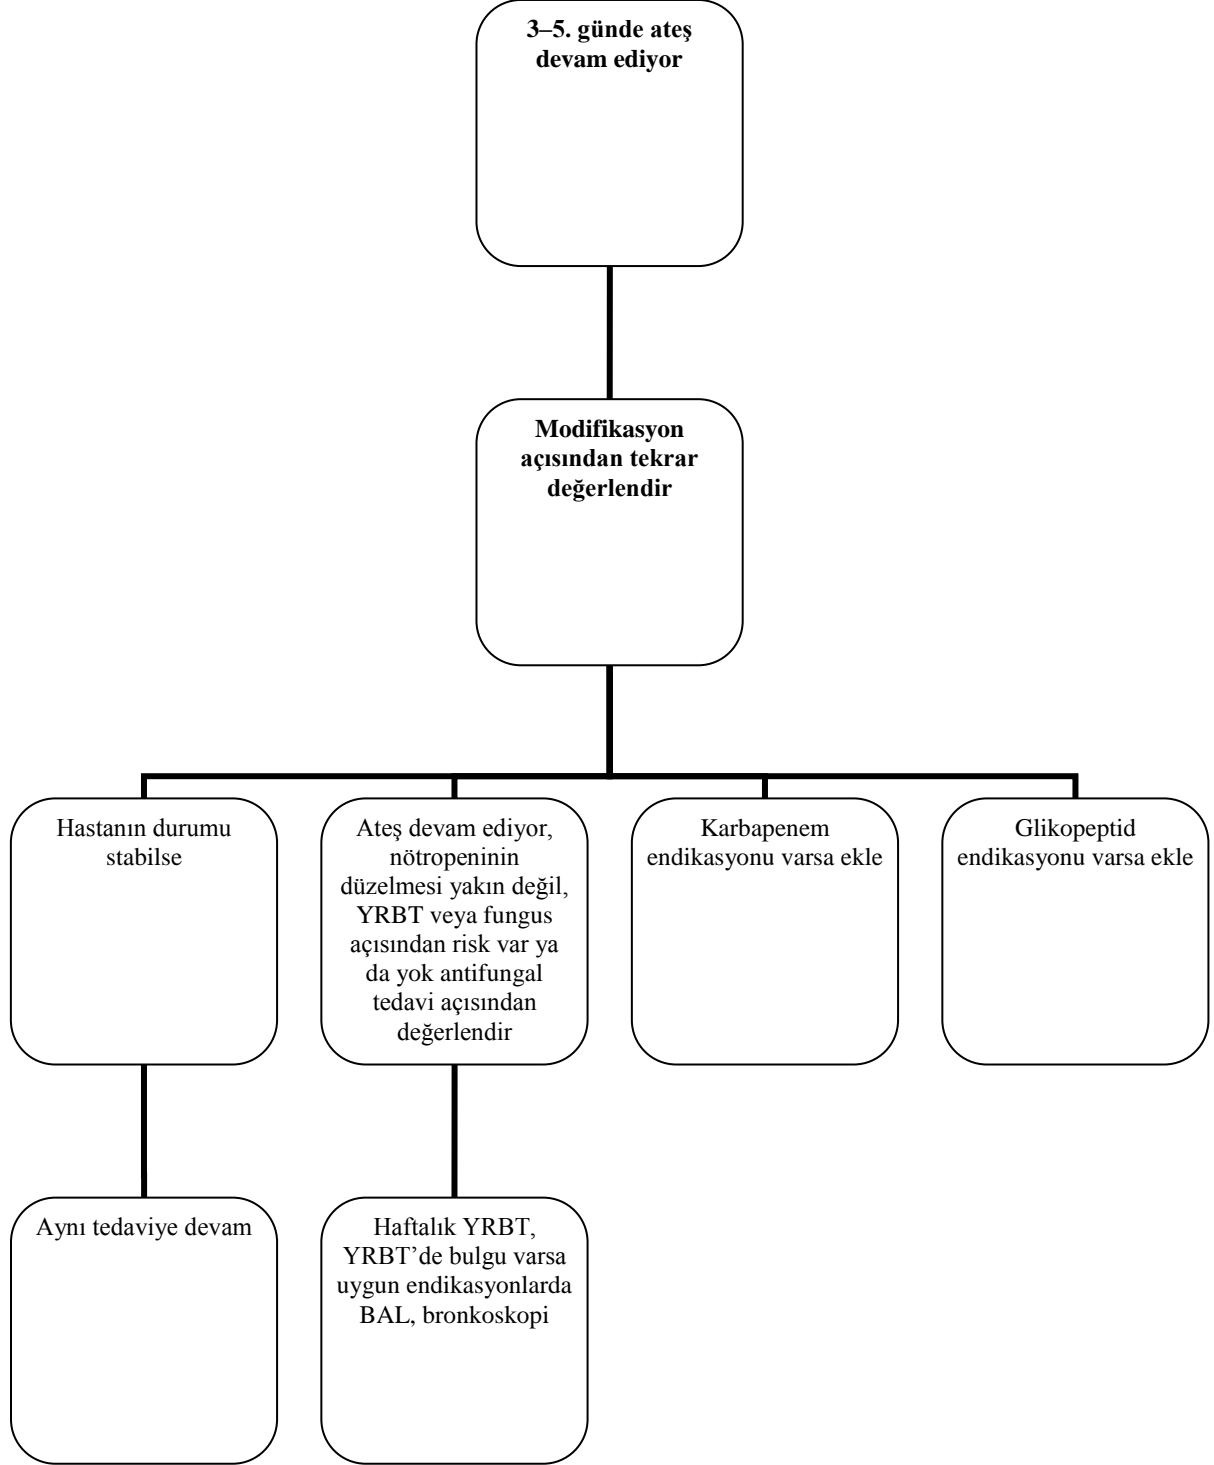 3–5. günde ateş
devam ediyor
Modifikasyon
açısından tekrar
değerlendir
Hastanın durumu
stabilse
Ateş devam ediyor,
nötropeninin
düzelmesi yakın değil,
YRBT veya fungus
açısından risk var ya
da yok antifungal
tedavi açısından
değerlendir
Karbapenem
endikasyonu varsa ekle
Glikopeptid
endikasyonu varsa ekle
Aynı tedaviye devam
Haftalık YRBT,
YRBT’de bulgu varsa
uygun endikasyonlarda
BAL, bronkoskopi